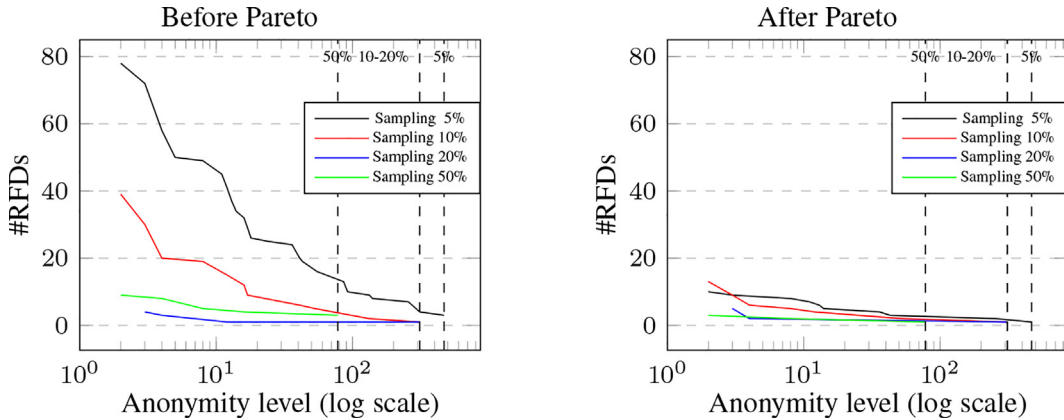 Before Pareto
80
60
40
20
0
#RFDs
50% 10-20% 5%
Sampling 5%
Sampling 10%
Sampling 20%
Sampling 50%
10^0 10^1 10^2
Anonymity level (log scale)
After Pareto
80
60
40
20
0
#RFDs
50% 10-20% 5%
Sampling 5%
Sampling 10%
Sampling 20%
Sampling 50%
10^0 10^1 10^2
Anonymity level (log scale)